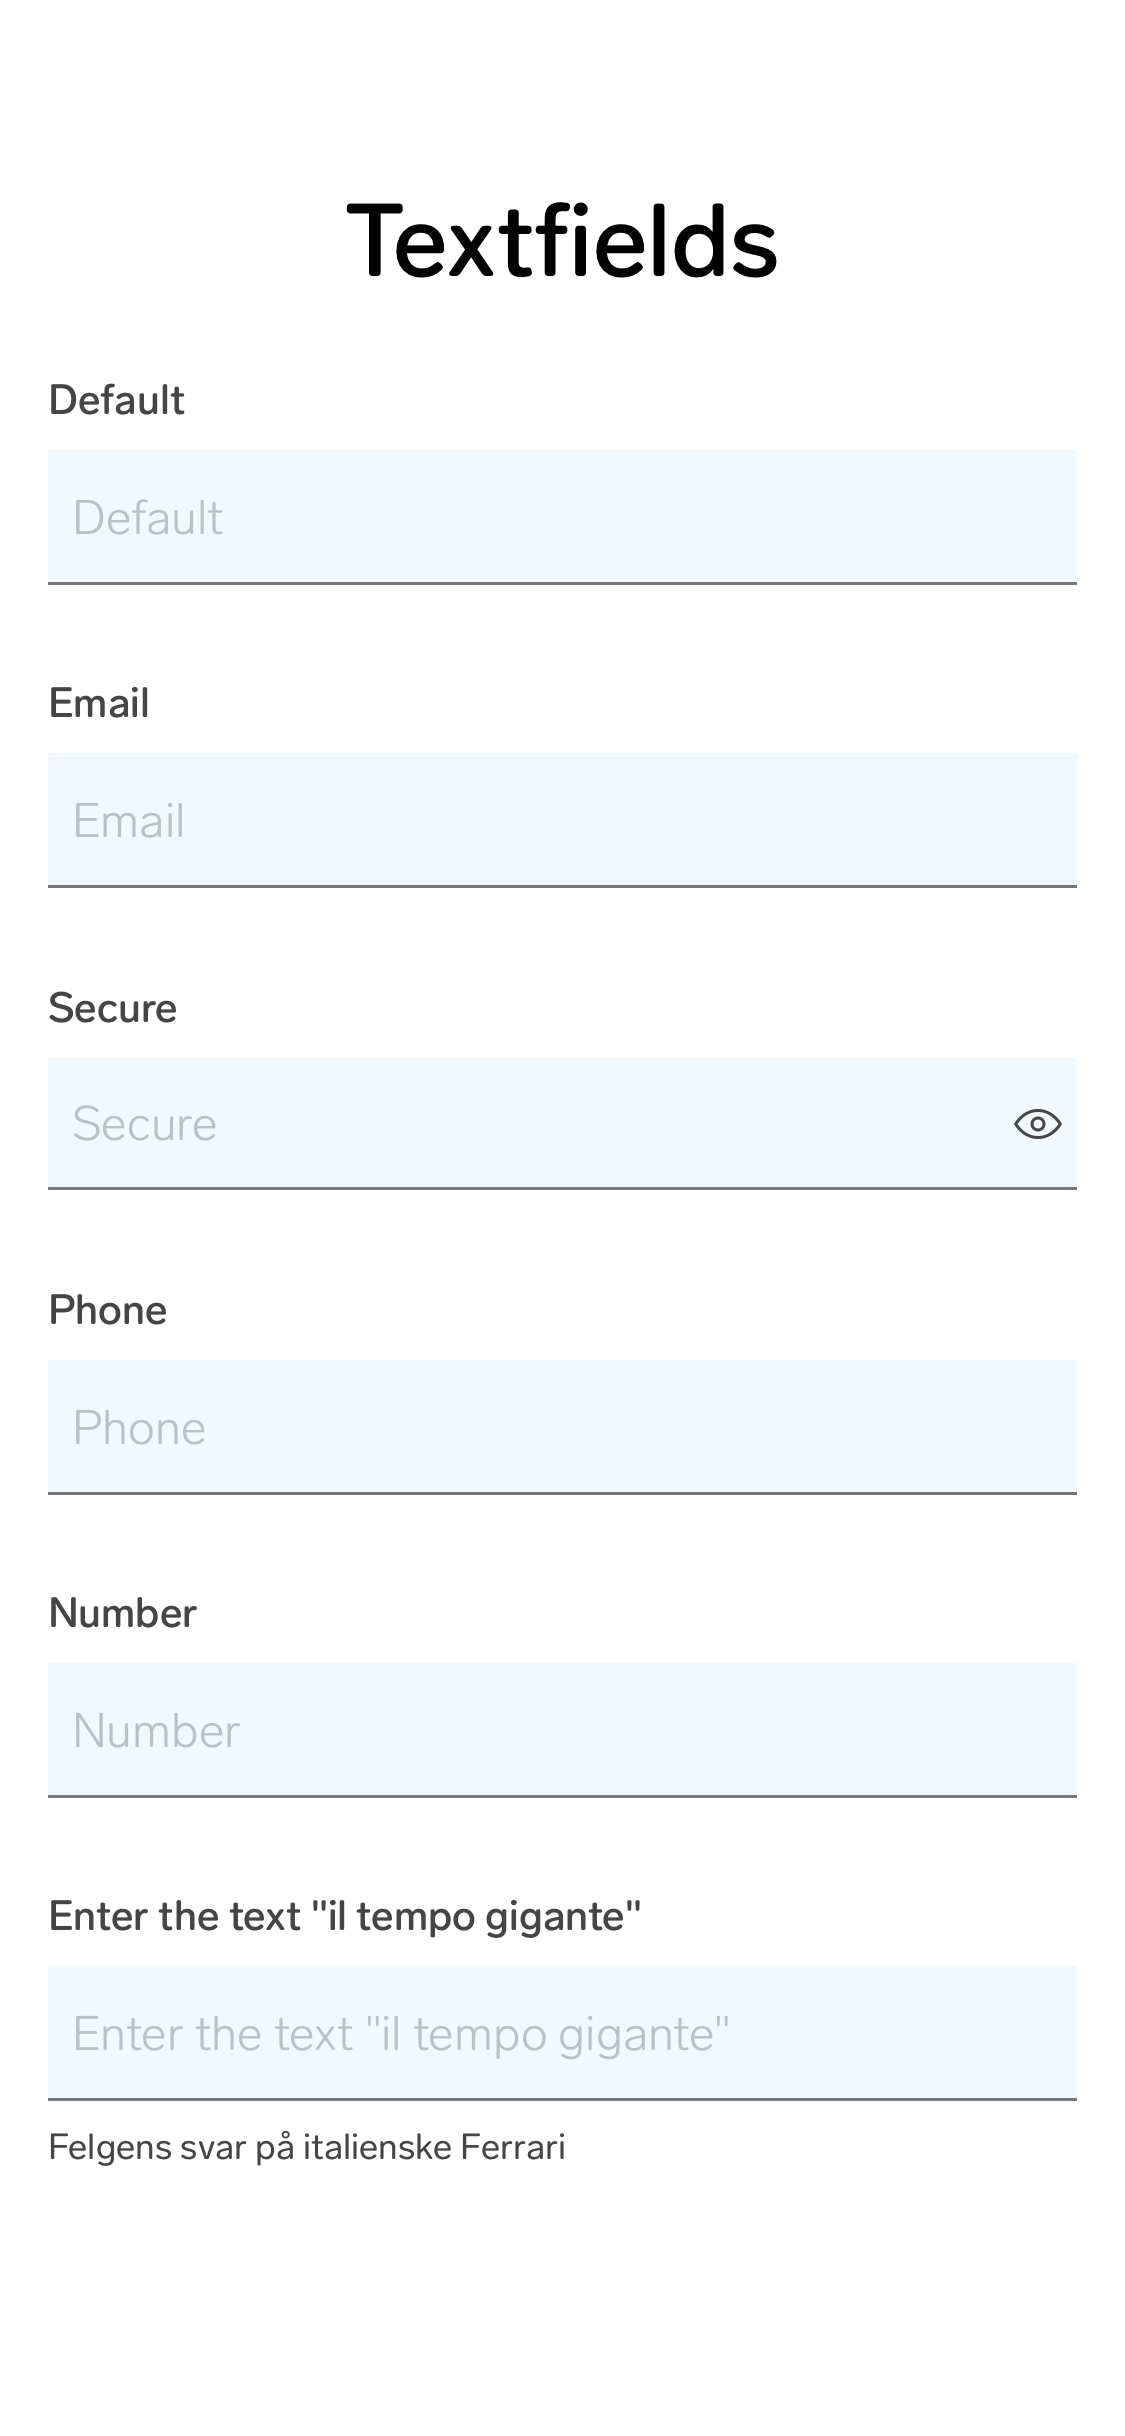 Textfields
Default
Default
Email
Email
Secure
Secure
Phone
Phone
Number
Number
Enter the text "il tempo gigante"
Enter the text "il tempo gigante"
Felgens svar på italienske Ferrari